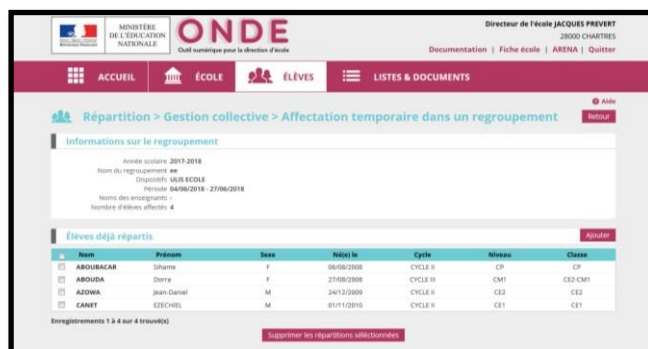 MINISTÈRE
DE L'ÉDUCATION
NATIONALE
ONDE
Outil numérique pour la direction d'école
Directeur de l'école JACQUES PREVERT
28000 CHARTRES
Documentation | Fiche école | ARENA | Quitter
ACCUEIL ÉCOLE ÉLÈVES LISTES & DOCUMENTS
Aide
Répartition > Gestion collective > Affectation temporaire dans un regroupement Retour
Informations sur le regroupement
Année scolaire 2017-2018
Nom du regroupement ee
Dispositifs ULIS ECOLE
Période 04/06/2018 - 27/06/2018
Noms des enseignants -
Nombre d'élèves affectés 4
Élèves déjà répartis Ajouter
Nom Prénom Sexe Né(e) le Cycle Niveau Classe
ABOUBACAR Sihame F 06/08/2008 CYCLE II CP CP
ABOUDA Dorra F 27/08/2008 CYCLE III CM1 CE2-CM1
AZOWA Jean-Daniel M 24/12/2009 CYCLE II CE2 CE2
CANET EZECHIEL M 01/11/2010 CYCLE II CE1 CE1
Enregistrements 1 à 4 sur 4 trouvé(s)
Supprimer les répartitions séléctionnées